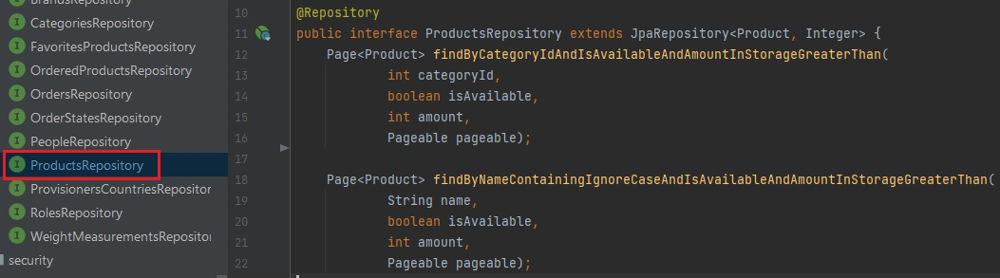 BrandsRepository
CategoriesRepository
FavoritesProductsRepository
OrderedProductsRepository
OrdersRepository
OrderStatesRepository
PeopleRepository
ProductsRepository
ProvisionersCountriesRepositor
RolesRepository
WeightMeasurementsRepositor
security
10 @Repository
11 public interface ProductsRepository extends JpaRepository<Product, Integer> {
12 Page<Product> findByCategoryIdAndIsAvailableAndAmountInStorageGreaterThan(
13 int categoryId,
14 boolean isAvailable,
15 int amount,
16 Pageable pageable);
17
18 Page<Product> findByNameContainingIgnoreCaseAndIsAvailableAndAmountInStorageGreaterThan(
19 String name,
20 boolean isAvailable,
21 int amount,
22 Pageable pageable);